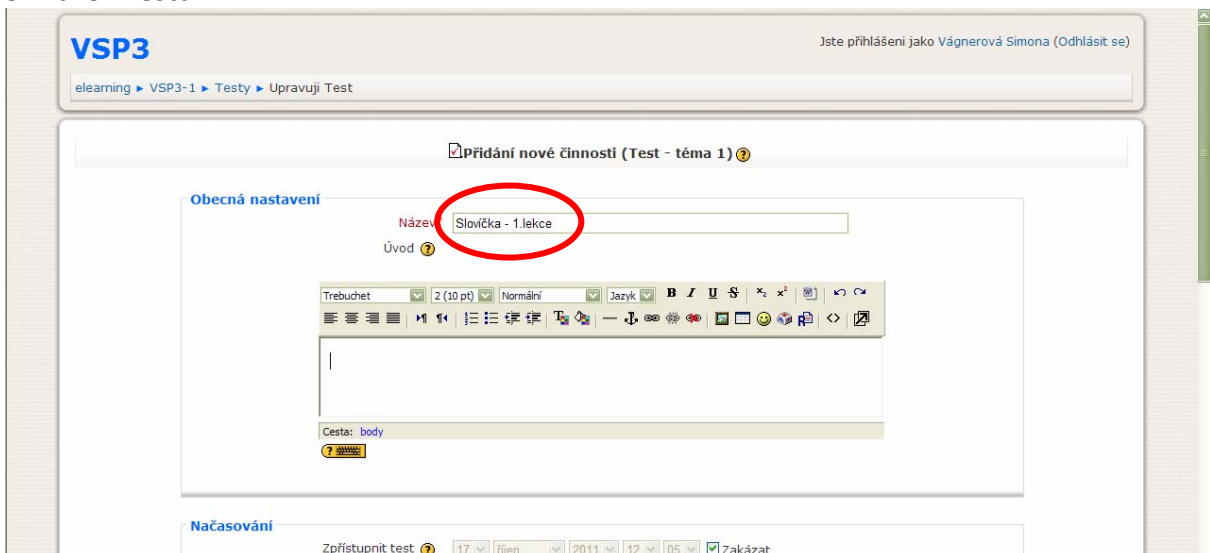 VSP3
Jste přihlášeni jako Vágnerová Simona (Odhlásit se)
elearning ► VSP3-1 ► Testy ► Upravuji Test
Přidání nové činnosti (Test - téma 1)
Obecná nastavení
Název Slovíčka - 1.lekce
Úvod
Trebuchet 2 (10 pt) Normální Jazyk B I U S x₂ x²
Cesta: body
Načasování
Zpřístupnit test 17 říjen 2011 12 05 Zakázat